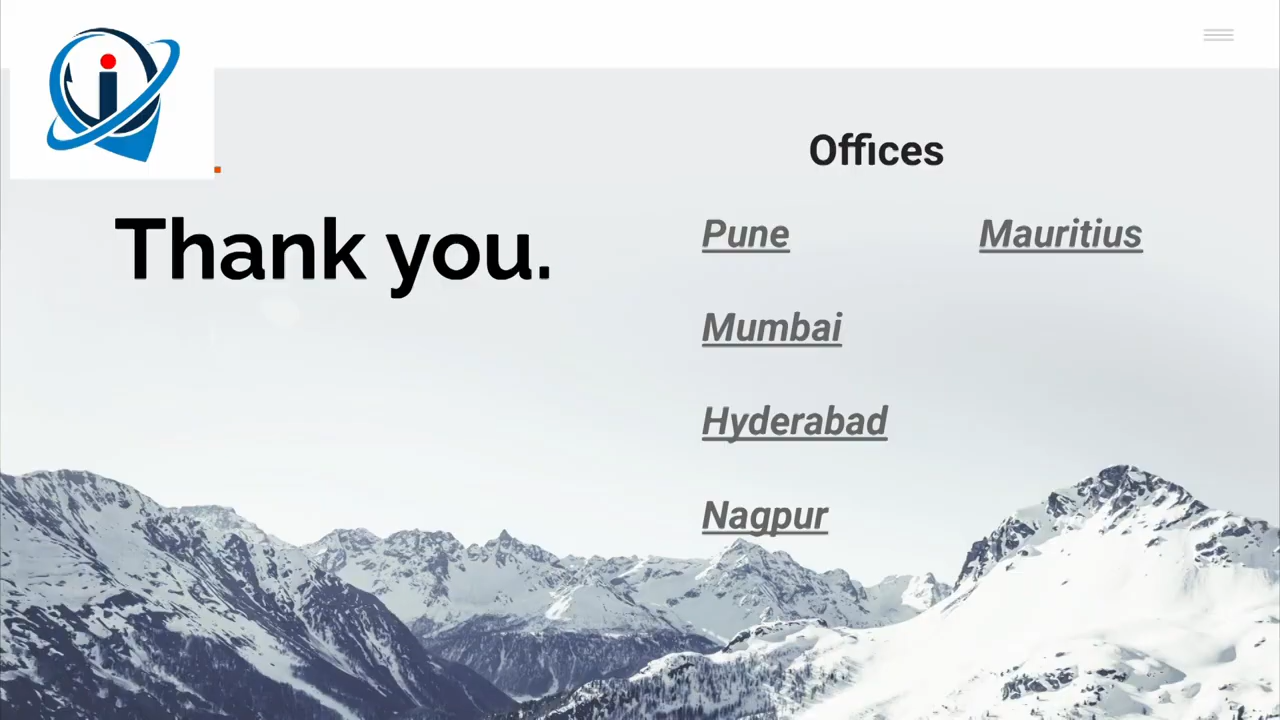 Thank you.
Offices
Pune
Mauritius
Mumbai
Hyderabad
Nagpur